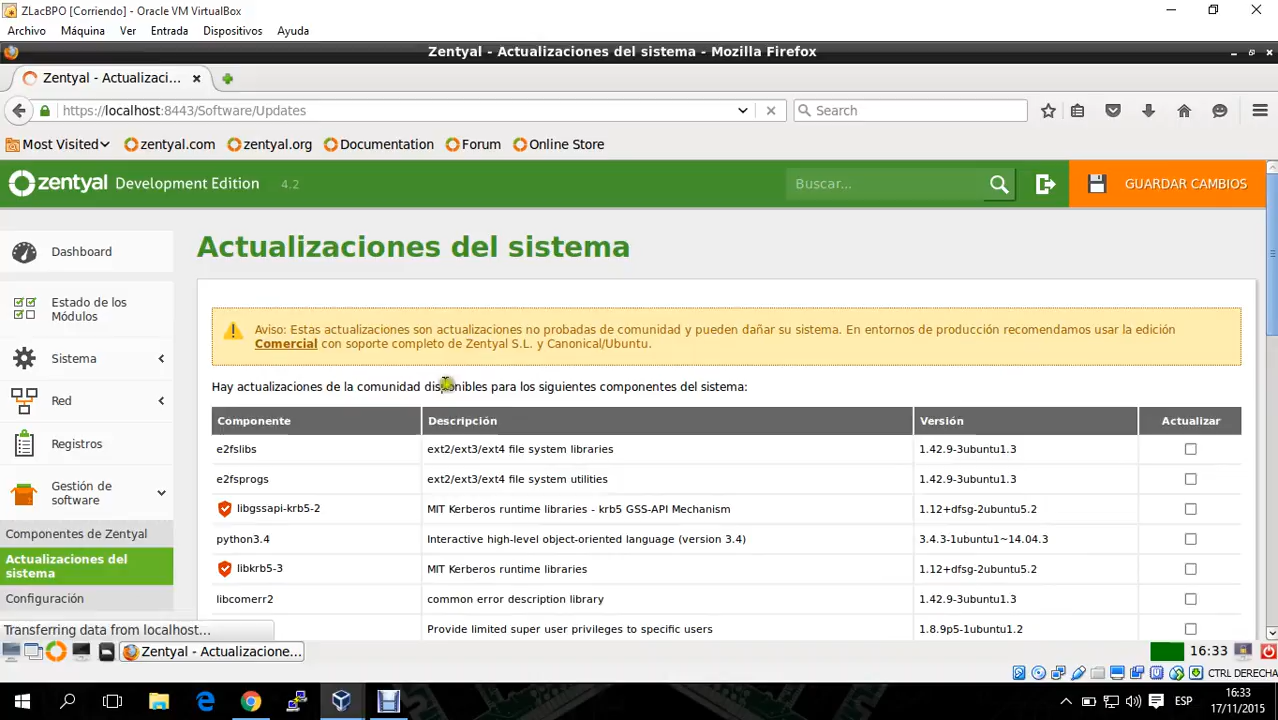 ZLacBPO [Corriendo] - Oracle VM VirtualBox
Archivo Máquina Ver Entrada Dispositivos Ayuda
Zentyal - Actualizaciones del sistema - Mozilla Firefox
Zentyal - Actualizaci...
https://localhost:8443/Software/Updates
Search
Most Visited zentyal.com zentyal.org Documentation Forum Online Store
zentyal Development Edition 4.2
Buscar...
GUARDAR CAMBIOS
Dashboard
Estado de los
Módulos
Sistema
Red
Registros
Gestión de
software
Componentes de Zentyal
Actualizaciones del
sistema
Configuración
Actualizaciones del sistema
Aviso: Estas actualizaciones son actualizaciones no probadas de comunidad y pueden dañar su sistema. En entornos de producción recomendamos usar la edición
Comercial con soporte completo de Zentyal S.L. y Canonical/Ubuntu.
Hay actualizaciones de la comunidad disponibles para los siguientes componentes del sistema:
Componente Descripción Versión Actualizar
e2fslibs ext2/ext3/ext4 file system libraries 1.42.9-3ubuntu1.3
e2fsprogs ext2/ext3/ext4 file system utilities 1.42.9-3ubuntu1.3
libgssapi-krb5-2 MIT Kerberos runtime libraries - krb5 GSS-API Mechanism 1.12+dfsg-2ubuntu5.2
python3.4 Interactive high-level object-oriented language (version 3.4) 3.4.3-1ubuntu1~14.04.3
libkrb5-3 MIT Kerberos runtime libraries 1.12+dfsg-2ubuntu5.2
libcomerr2 common error description library 1.42.9-3ubuntu1.3
Provide limited super user privileges to specific users 1.8.9p5-1ubuntu1.2
Transferring data from localhost...
Zentyal - Actualizacione...
16:33
CTRL DERECHA
ESP
16:33
17/11/2015